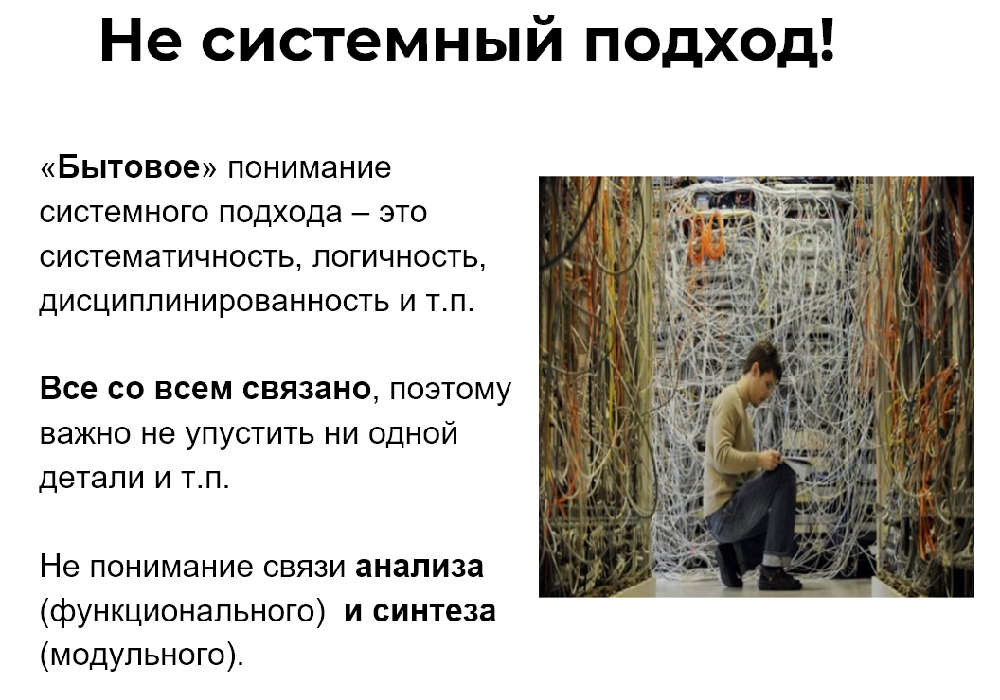 Не системный подход!
«Бытовое» понимание
системного подхода – это
систематичность, логичность,
дисциплинированность и т.п.
Все со всем связано, поэтому
важно не упустить ни одной
детали и т.п.
Не понимание связи анализа
(функционального)  и синтеза
(модульного).